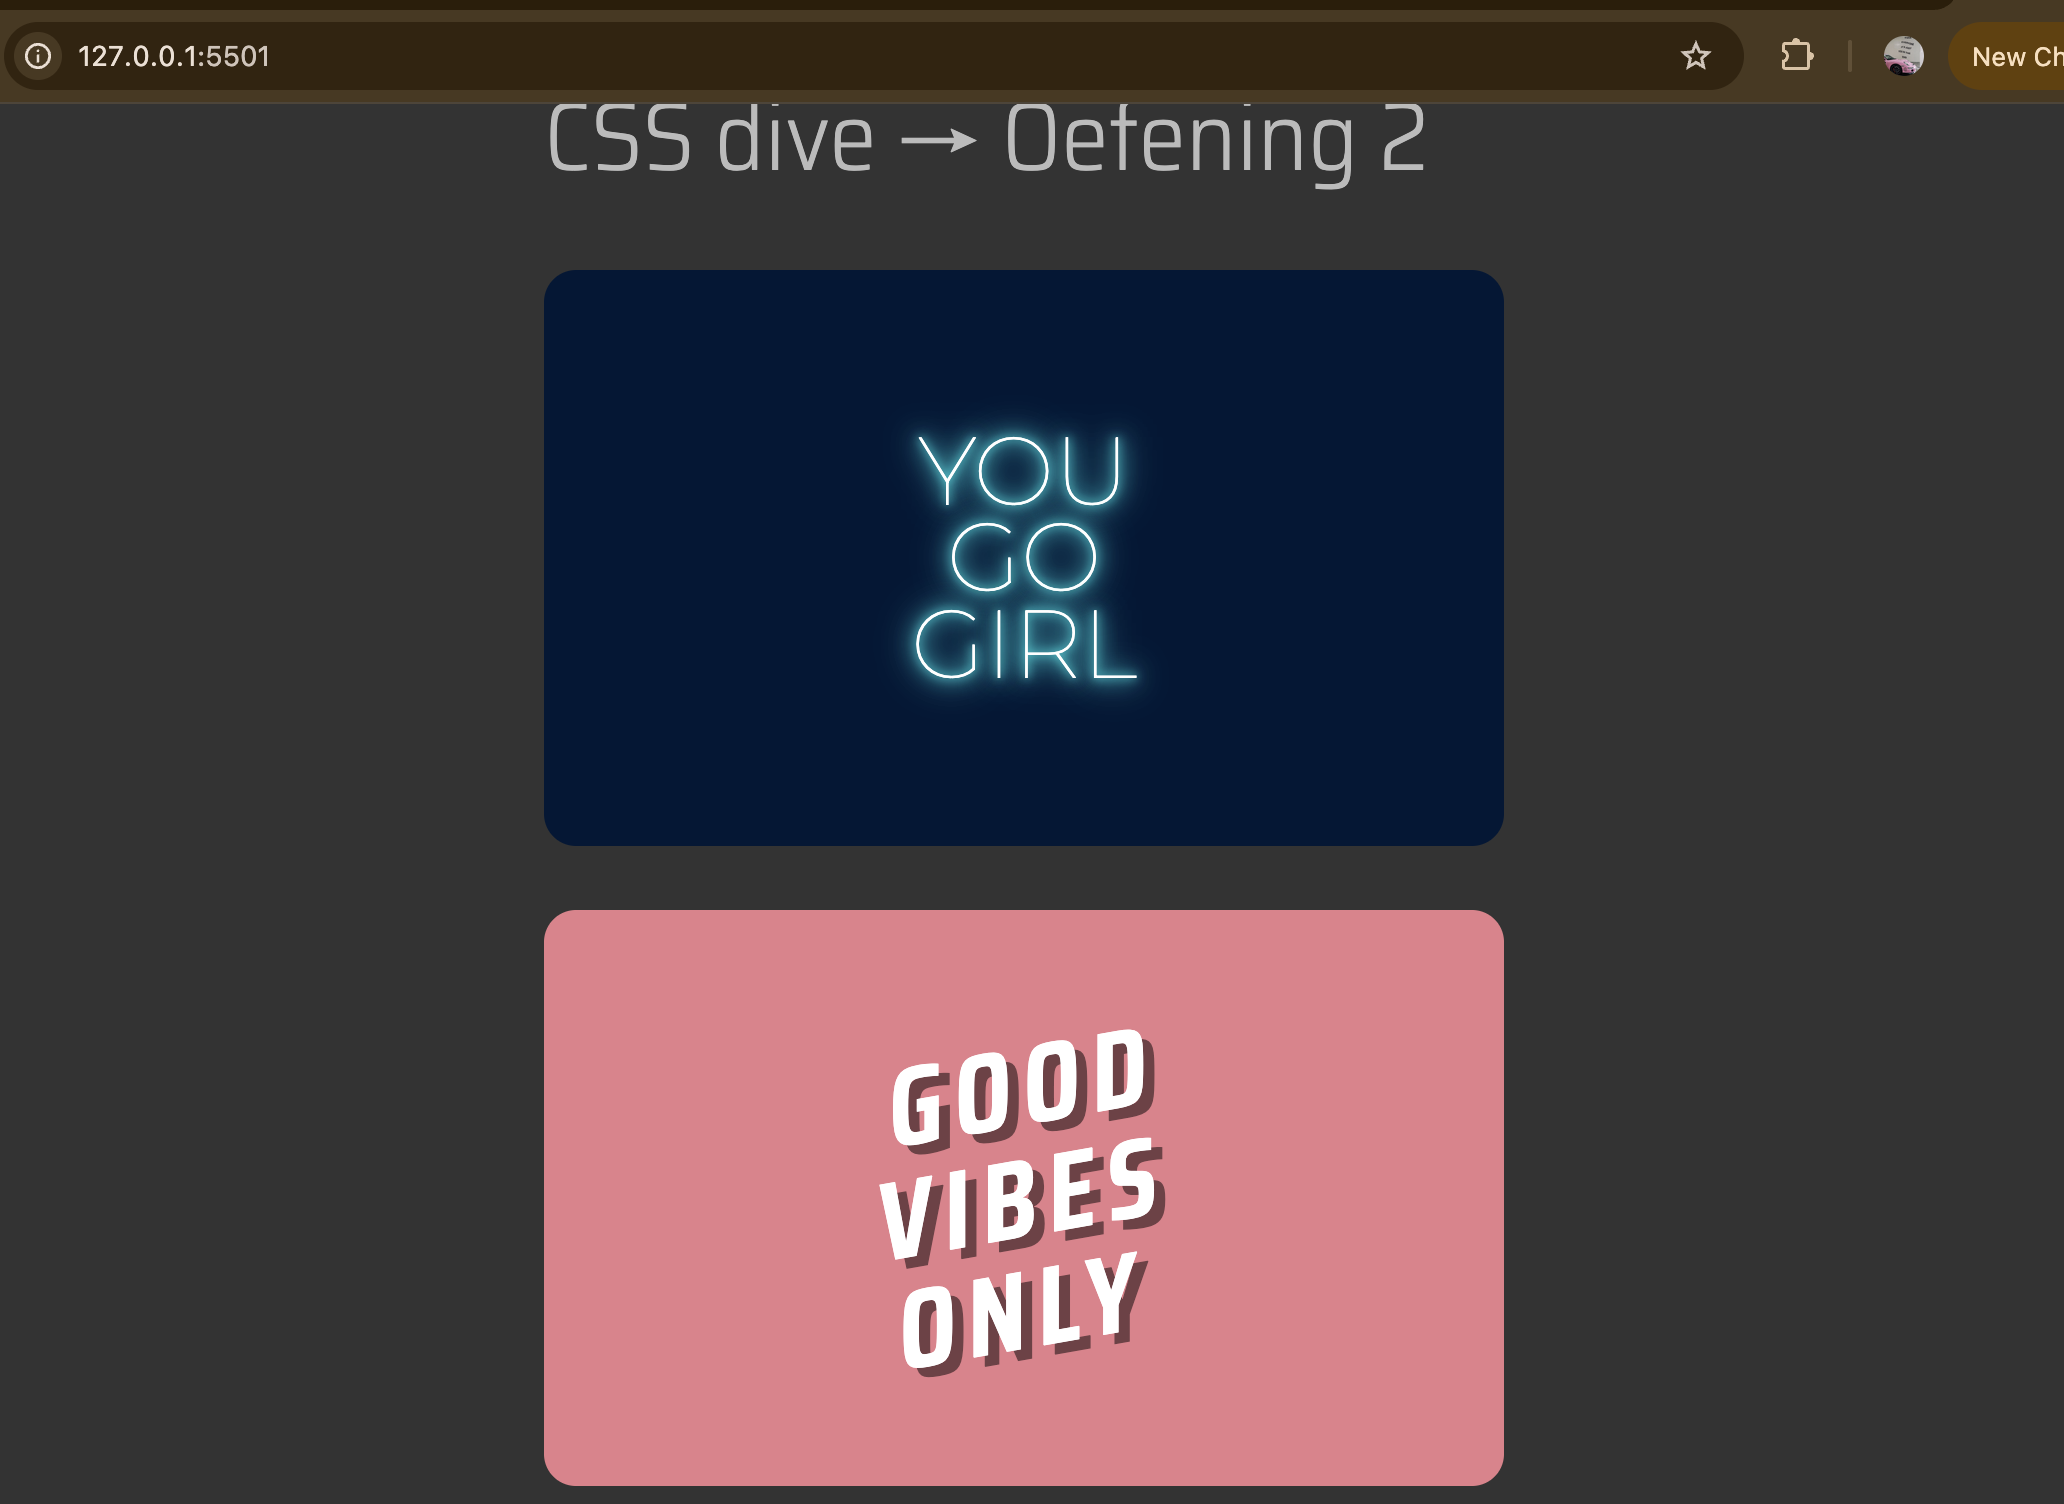 127.0.0.1:5501
New Ch
CSS dive → Oefening 2
YOU
GO
GIRL
GOOD
VIBES
ONLY